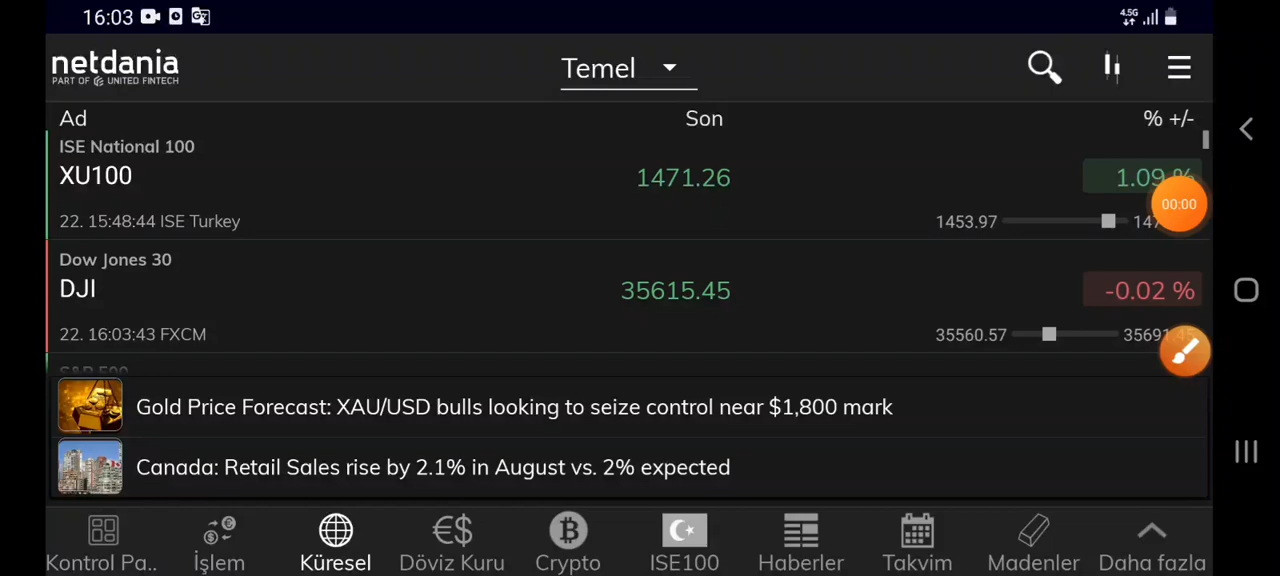 16:03
4.5G
netdania
PART OF UNITED FINTECH
Temel
Ad Son % +/-
ISE National 100
XU100 1471.26 1.09 %
00:00
22. 15:48:44 ISE Turkey 1453.97
Dow Jones 30
DJI 35615.45 -0.02 %
22. 16:03:43 FXCM 35560.57
S&P 500
Gold Price Forecast: XAU/USD bulls looking to seize control near $1,800 mark
Canada: Retail Sales rise by 2.1% in August vs. 2% expected
Kontrol Pa.. İşlem Küresel Döviz Kuru Crypto ISE100 Haberler Takvim Madenler Daha fazla